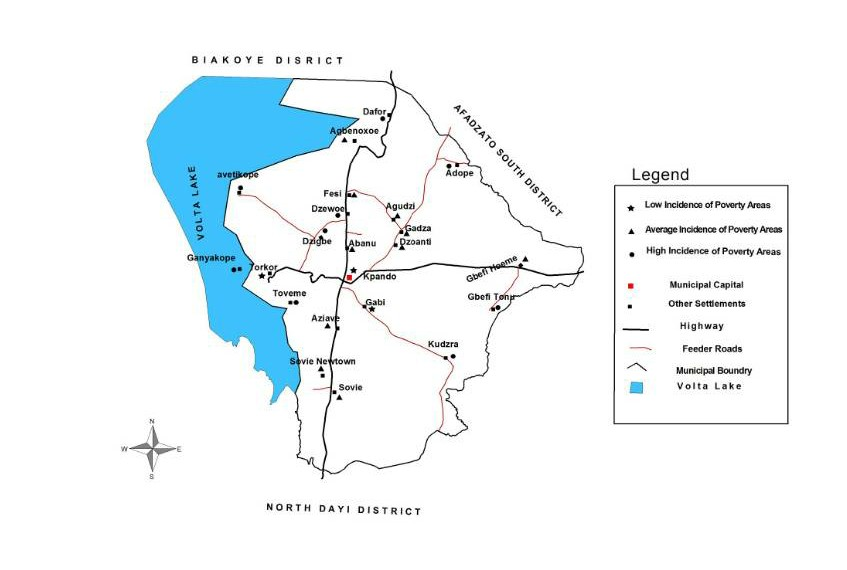 BIAKOYE DISRICT
AFADZATO SOUTH DISTRICT
VOLTA LAKE
Dafor
Agbenoxoe
Adope
avetikope
Fesi
Dzewoe
Agudzi
Gadza
Dzigbe
Abanu
Dzoanti
Ganyakope
Torkor
Kpando
Gbefi Hoeme
Toveme
Gabi
Gbefi Tonu
Aziave
Kudzra
Sovie Newtown
Sovie
N
W
E
S
NORTH DAYI DISTRICT
Legend
Low Incidence of Poverty Areas
Average Incidence of Poverty Areas
High Incidence of Poverty Areas
Municipal Capital
Other Settlements
Highway
Feeder Roads
Municipal Boundry
Volta Lake